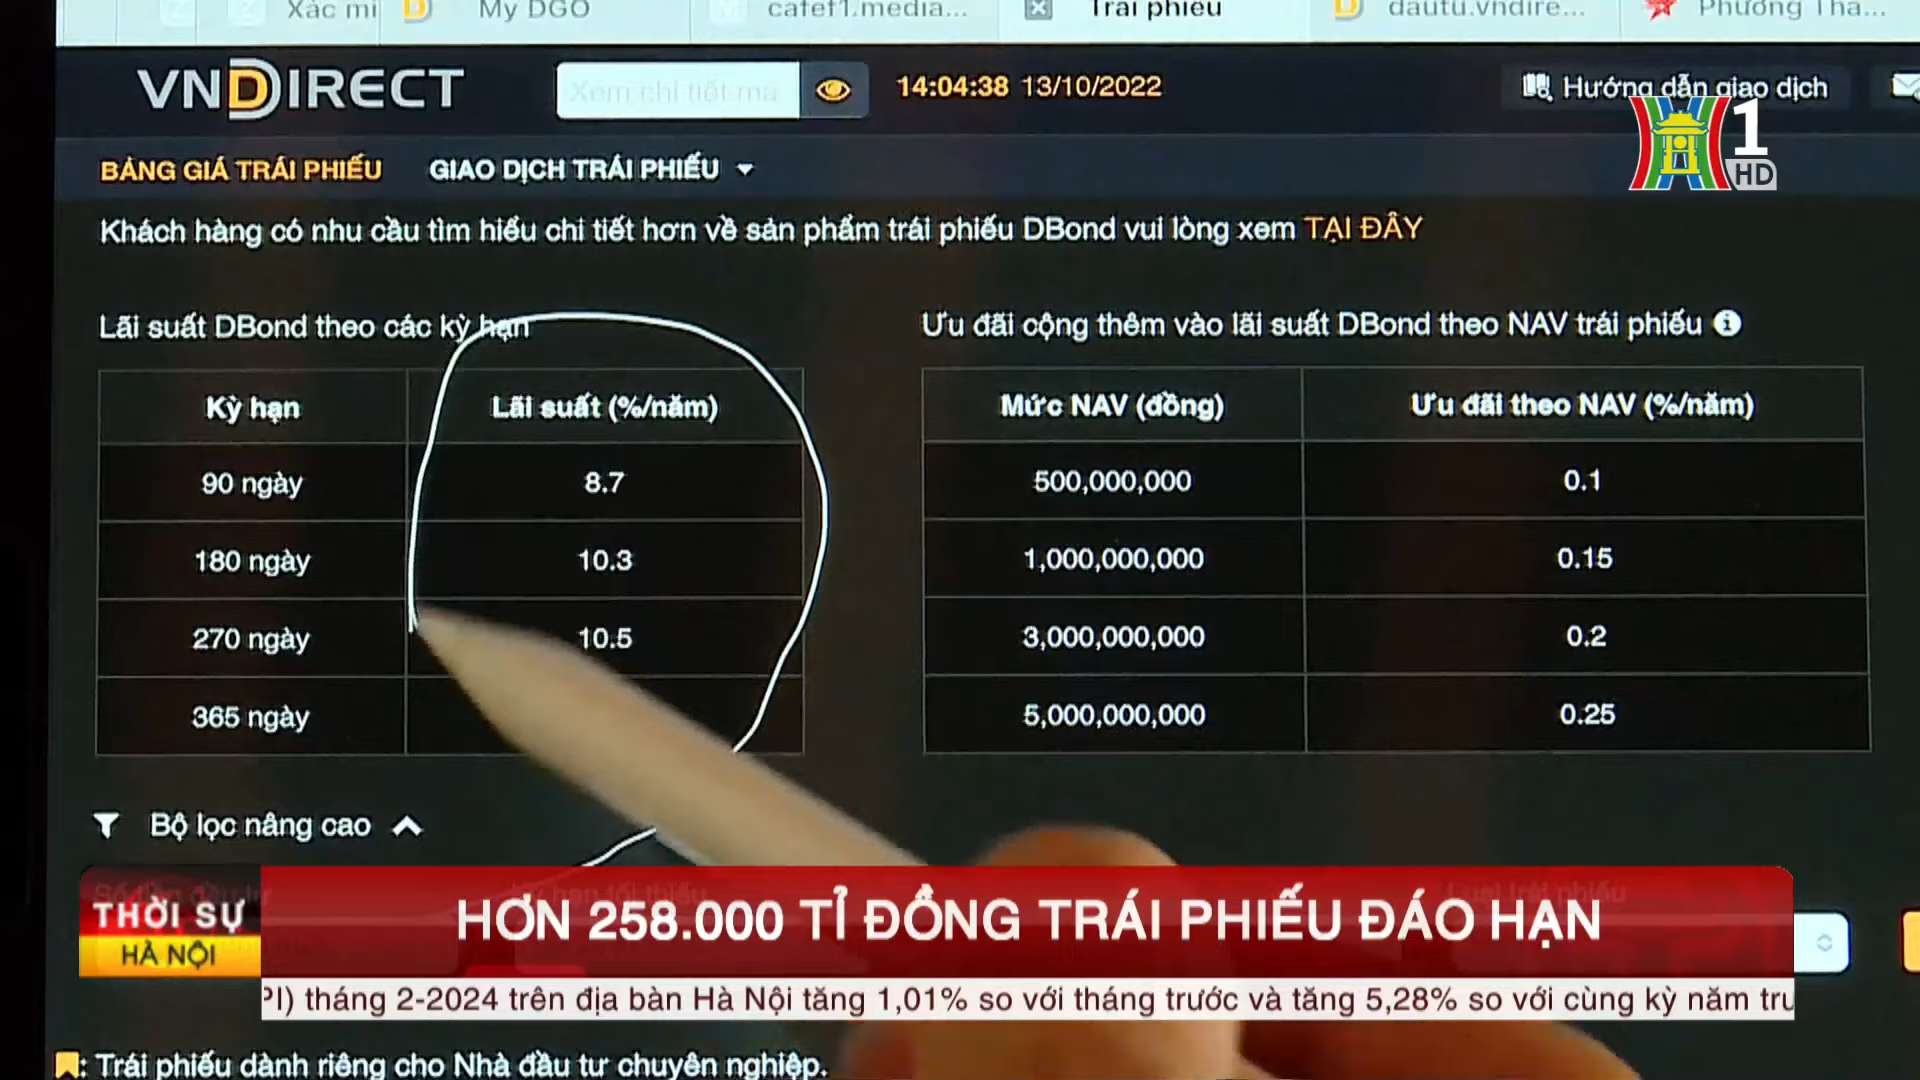 Xác mi
My DGO
cafef1.media...
Trái phiếu
dautu.vndire...
Phương Tha...
VNDIRECT
Xem chi tiết mã
14:04:38 13/10/2022
Hướng dẫn giao dịch
1
HD
BẢNG GIÁ TRÁI PHIẾU
GIAO DỊCH TRÁI PHIẾU
Khách hàng có nhu cầu tìm hiểu chi tiết hơn về sản phẩm trái phiếu DBond vui lòng xem TẠI ĐÂY
Lãi suất DBond theo các kỳ hạn
Kỳ hạn Lãi suất (%/năm)
90 ngày 8.7
180 ngày 10.3
270 ngày 10.5
365 ngày
Ưu đãi cộng thêm vào lãi suất DBond theo NAV trái phiếu
Mức NAV (đồng) Ưu đãi theo NAV (%/năm)
500,000,000 0.1
1,000,000,000 0.15
3,000,000,000 0.2
5,000,000,000 0.25
Bộ lọc nâng cao
THỜI SỰ
HÀ NỘI
HƠN 258.000 TỈ ĐỒNG TRÁI PHIẾU ĐÁO HẠN
PI) tháng 2-2024 trên địa bàn Hà Nội tăng 1,01% so với tháng trước và tăng 5,28% so với cùng kỳ năm trư
: Trái phiếu dành riêng cho Nhà đầu tư chuyên nghiệp.